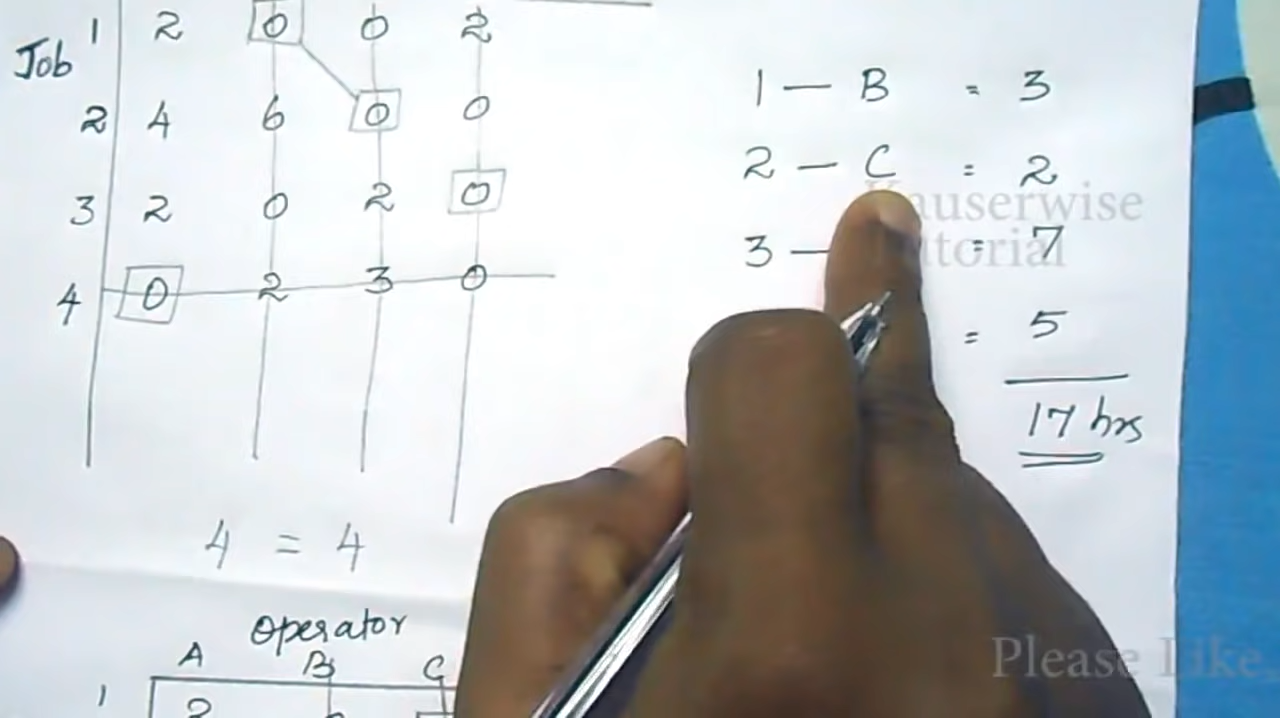 1 2 0 0 2
Job
2 4 6 0 0
3 2 0 2 0
4 0 2 3 0
1 — B = 3
2 — C = 2
3 — = 7
= 5
17 hrs
Tutorial
4 = 4
Operator
A B C
1
Please Like